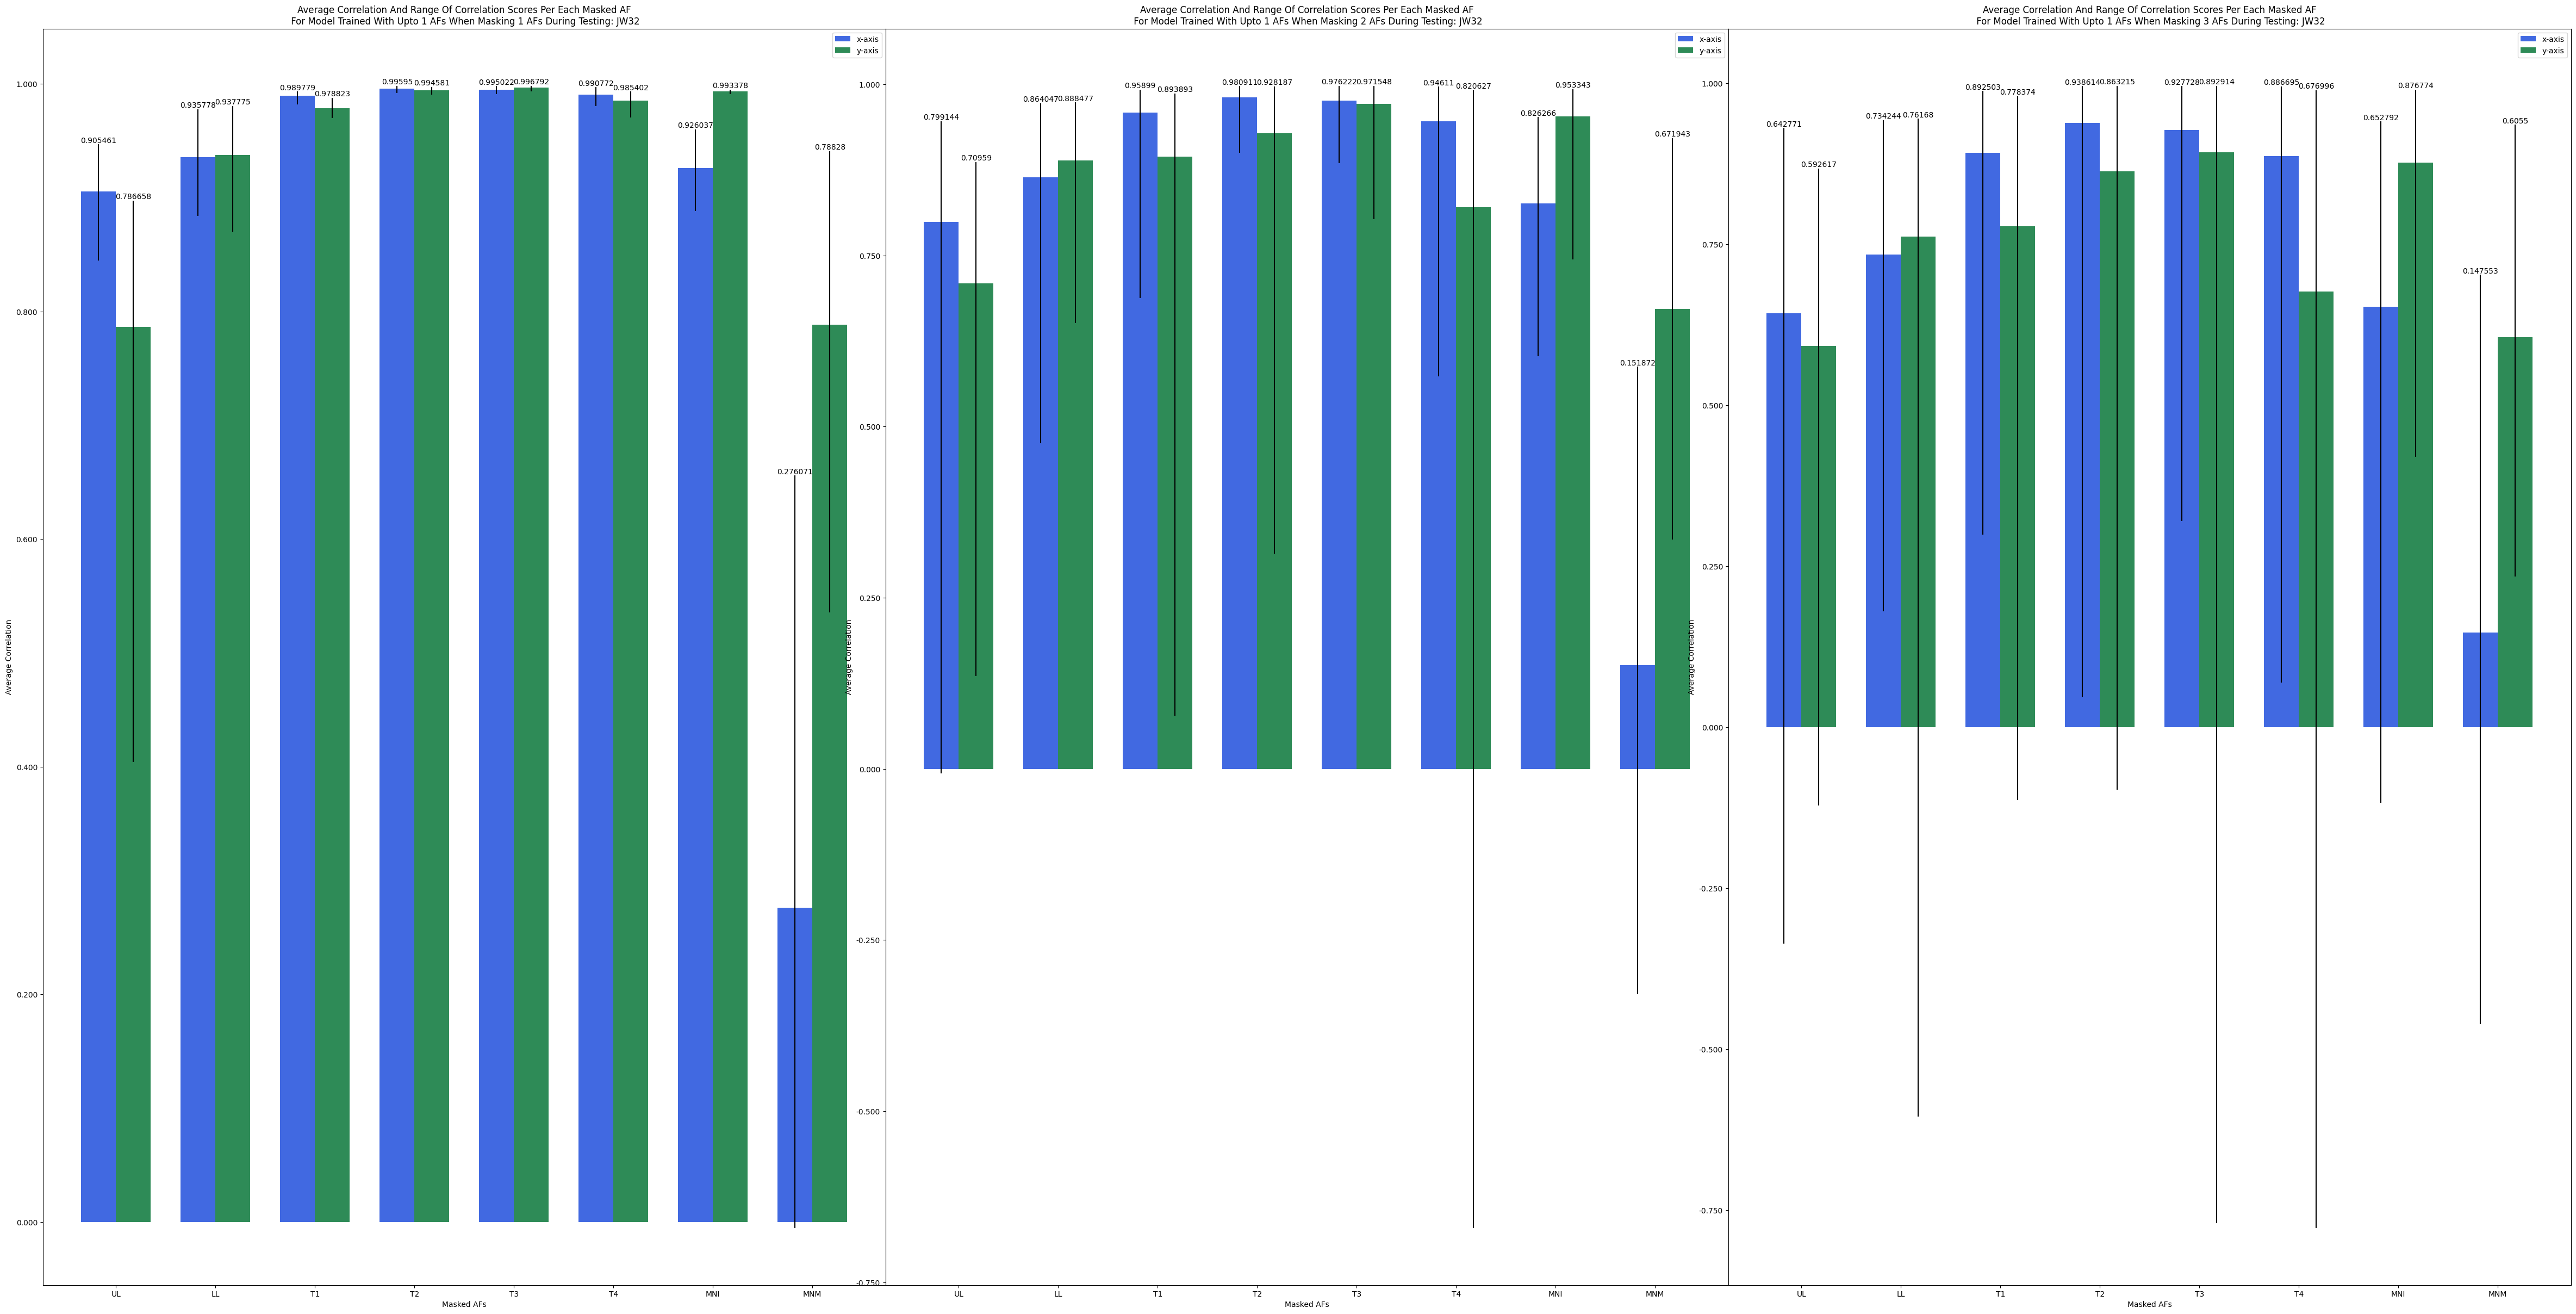 Average Correlation And Range Of Correlation Scores Per Each Masked AF
For Model Trained With Upto 1 AFs When Masking 1 AFs During Testing: JW32
x-axis
y-axis
1.000
0.800
0.600
0.400
0.200
0.000
Average Correlation
0.905461
0.786658
0.935778
0.937775
0.989779
0.978823
0.99595
0.994581
0.995022
0.996792
0.990772
0.985402
0.926037
0.993378
0.276071
0.78828
UL
LL
T1
T2
T3
T4
MNI
MNM
Masked AFs
Average Correlation And Range Of Correlation Scores Per Each Masked AF
For Model Trained With Upto 1 AFs When Masking 2 AFs During Testing: JW32
x-axis
y-axis
1.000
0.750
0.500
0.250
0.000
-0.250
-0.500
-0.750
Average Correlation
0.799144
0.70959
0.864047
0.888477
0.95899
0.893893
0.980911
0.928187
0.976222
0.971548
0.94611
0.820627
0.826266
0.953343
0.151872
0.671943
UL
LL
T1
T2
T3
T4
MNI
MNM
Masked AFs
Average Correlation And Range Of Correlation Scores Per Each Masked AF
For Model Trained With Upto 1 AFs When Masking 3 AFs During Testing: JW32
x-axis
y-axis
1.000
0.750
0.500
0.250
0.000
-0.250
-0.500
-0.750
Average Correlation
0.642771
0.592617
0.734244
0.76168
0.892503
0.778374
0.938614
0.863215
0.927728
0.892914
0.886695
0.676996
0.652792
0.876774
0.147553
0.6055
UL
LL
T1
T2
T3
T4
MNI
MNM
Masked AFs